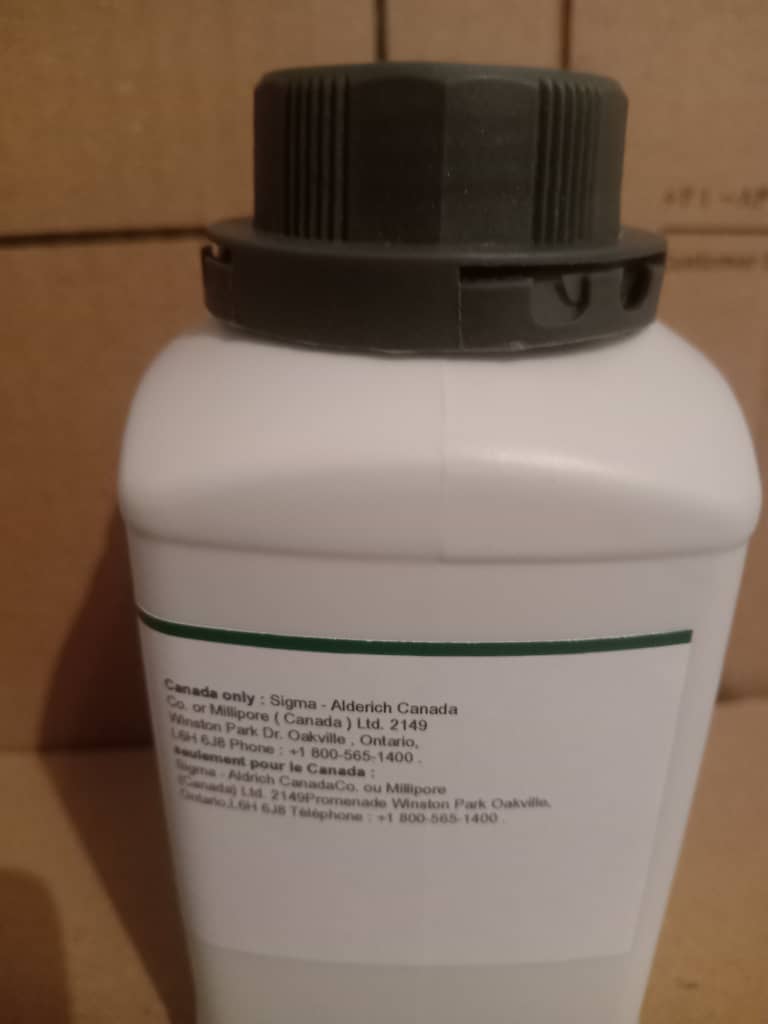 Canada only : Sigma - Alderich Canada
Co. or Millipore ( Canada ) Ltd. 2149
Winston Park Dr. Oakville , Ontario,
L6H 6J8 Phone : +1 800-565-1400 .
seulement pour le Canada :
Sigma - Aldrich CanadaCo. ou Millipore
(Canada) Ltd. 2149Promenade Winston Park Oakville,
Ontario,L6H 6J8 Téléphone : +1 800-565-1400 .